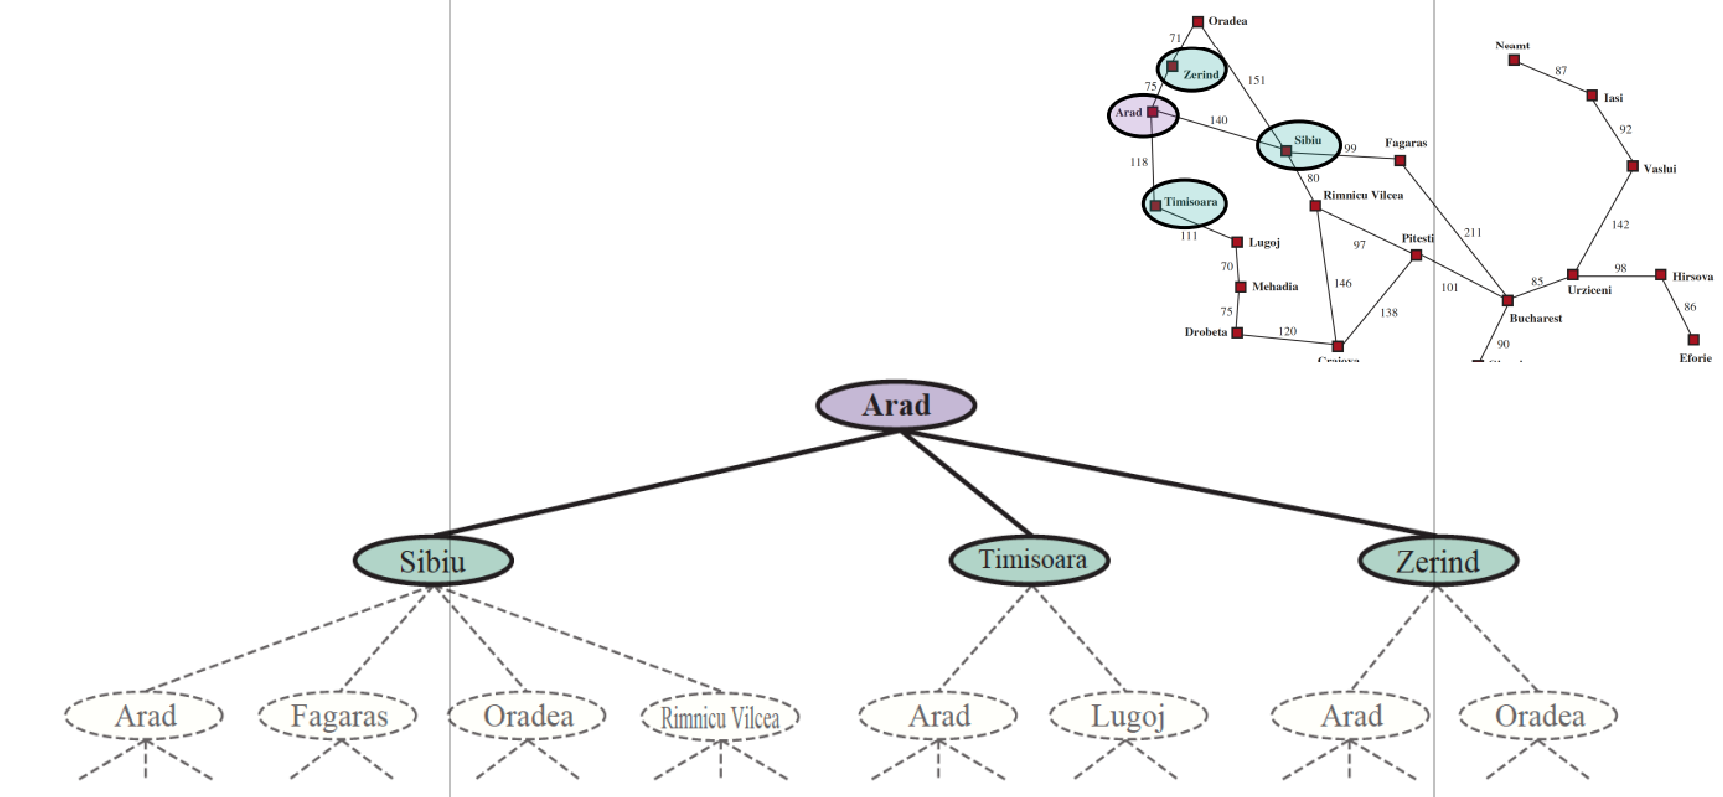 Oradea
71
Neamt
Zerind
87
75
151
Iasi
Arad
140
92
Sibiu
99
Fagaras
118
80
Vaslui
Timisoara
Rimnicu Vilcea
142
111
Lugoj
97
Pitesti
211
70
98
Hirsova
Mehadia
146
101
85
Urziceni
75
138
86
Bucharest
Drobeta
120
90
Eforie
Arad
Sibiu
Timisoara
Zerind
Arad
Fagaras
Oradea
Rimnicu Vilcea
Arad
Lugoj
Arad
Oradea